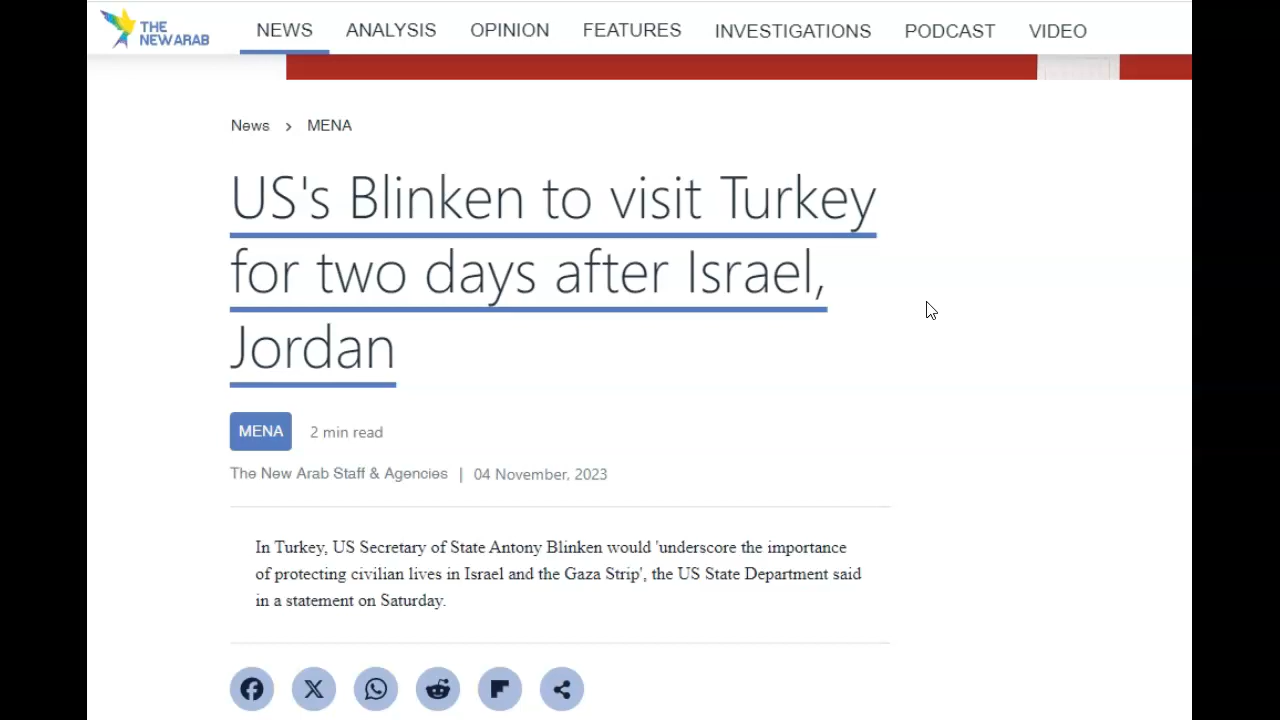 THE
NEW ARAB
NEWS ANALYSIS OPINION FEATURES INVESTIGATIONS PODCAST VIDEO
News > MENA
US's Blinken to visit Turkey
for two days after Israel,
Jordan
MENA 2 min read
The New Arab Staff & Agencies | 04 November, 2023
In Turkey, US Secretary of State Antony Blinken would 'underscore the importance
of protecting civilian lives in Israel and the Gaza Strip', the US State Department said
in a statement on Saturday.